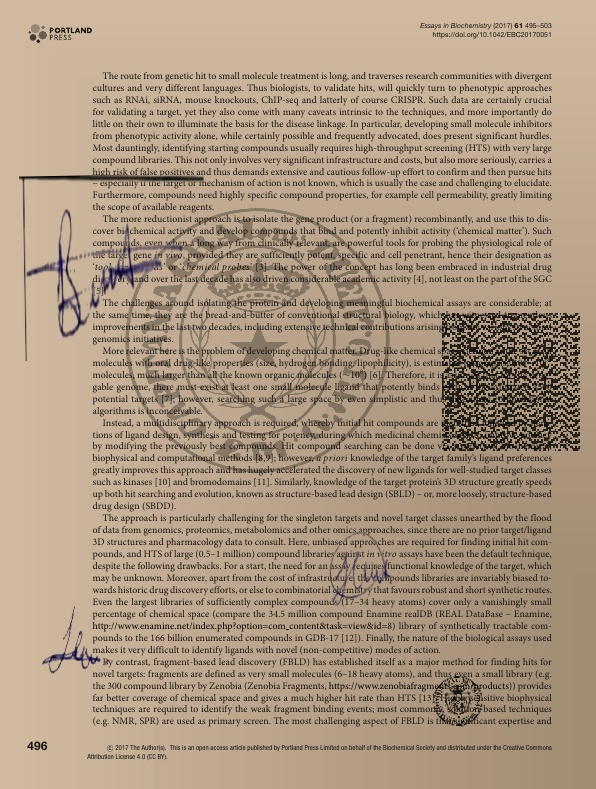 PORTLAND
PRESS
Essays in Biochemistry (2017) 61 495–503
https://doi.org/10.1042/EBC20170051
The route from genetic hit to small molecule treatment is long, and traverses research communities with divergent
cultures and very different languages. Thus biologists, to validate hits, will quickly turn to phenotypic approaches
such as RNAi, siRNA, mouse knockouts, ChIP-seq and latterly of course CRISPR. Such data are certainly crucial
for validating a target, yet they also come with many caveats intrinsic to the techniques, and more importantly do
little on their own to illuminate the basis for the disease linkage. In particular, developing small molecule inhibitors
from phenotypic activity alone, while certainly possible and frequently advocated, does present significant hurdles.
Most dauntingly, identifying starting compounds usually requires high-throughput screening (HTS) with very large
compound libraries. This not only involves very significant infrastructure and costs, but also more seriously, carries a
high risk of false positives and thus demands extensive and cautious follow-up effort to confirm and then pursue hits
– especially if the target or mechanism of action is not known, which is usually the case and challenging to elucidate.
Furthermore, compounds need highly specific compound properties, for example cell permeability, greatly limiting
the scope of available reagents.
The more reductionist approach is to isolate the gene product (or a fragment) recombinantly, and use this to dis-
cover biochemical activity and develop compounds that bind and potently inhibit activity ('chemical matter'). Such
compounds, even when a long way from clinically relevant, are powerful tools for probing the physiological role of
the target gene in vivo, provided they are sufficiently potent, specific and cell penetrant, hence their designation as
'tool or 'chemical probes' [3]. The power of the concept has long been embraced in industrial drug
discovery, and over the last decade has also driven considerable academic activity [4], not least on the part of the SGC
[5].
The challenges around isolating the protein and developing meaningful biochemical assays are considerable; at
the same time, they are the bread-and-butter of conventional structural biology, which
improvements in the last two decades, including extensive technical contributions arising
genomics initiatives.
More relevant here is the problem of developing chemical matter. Drug-like chemical
molecules with oral drug-like properties (size, hydrogen bonding/lipophilicity), is
molecules, much larger than all the known organic molecules [6]. Therefore, it
gable genome, there must exist at least one small molecule ligand that potently binds
potential targets [7]; however, searching such a large space by even simplistic and
algorithms is inconceivable.
Instead, a multidisciplinary approach is required, whereby initial hit compounds are
tions of ligand design, synthesis and testing for potency during which medicinal
by modifying the previously best compounds. Hit compound searching can be done
biophysical and computational methods [8,9]; however, a priori knowledge of the target family's ligand preferences
greatly improves this approach and has hugely accelerated the discovery of new ligands for well-studied target classes
such as kinases [10] and bromodomains [11]. Similarly, knowledge of the target protein's 3D structure greatly speeds
up both hit searching and evolution, known as structure-based lead design (SBLD) – or, more loosely, structure-based
drug design (SBDD).
The approach is particularly challenging for the singleton targets and novel target classes unearthed by the flood
of data from genomics, proteomics, metabolomics and other omics approaches, since there are no prior target/ligand
3D structures and pharmacology data to consult. Here, unbiased approaches are required for finding initial hit com-
pounds, and HTS of large (0.5–1 million) compound libraries against in vitro assays have been the default technique,
despite the following drawbacks. For a start, the need for an assay requires functional knowledge of the target, which
may be unknown. Moreover, apart from the cost of infrastructure, the compounds libraries are invariably biased to-
wards historic drug discovery efforts, or else to combinatorial chemistry that favours robust and short synthetic routes.
Even the largest libraries of sufficiently complex compounds (17–34 heavy atoms) cover only a vanishingly small
percentage of chemical space (compare the 34.5 million compound Enamine realDB (REAL DataBase – Enamine,
http://www.enamine.net/index.php?option=com_content&task=view&id=8) library of synthetically tractable com-
pounds to the 166 billion enumerated compounds in GDB-17 [12]). Finally, the nature of the biological assays used
makes it very difficult to identify ligands with novel (non-competitive) modes of action.
By contrast, fragment-based lead discovery (FBLD) has established itself as a major method for finding hits for
novel targets: fragments are defined as very small molecules (6–18 heavy atoms), and thus even a small library (e.g.
the 300 compound library by Zenobia (Zenobia Fragments, provides
far better coverage of chemical space and gives a much higher hit rate than HTS [13] sensitive biophysical
techniques are required to identify the weak fragment binding events; most commonly, -based techniques
(e.g. NMR, SPR) are used as primary screen. The most challenging aspect of FBLD is expertise and
496
© 2017 The Author(s). This is an open access article published by Portland Press Limited on behalf of the Biochemical Society and distributed under the Creative Commons
Attribution License 4.0 (CC BY).